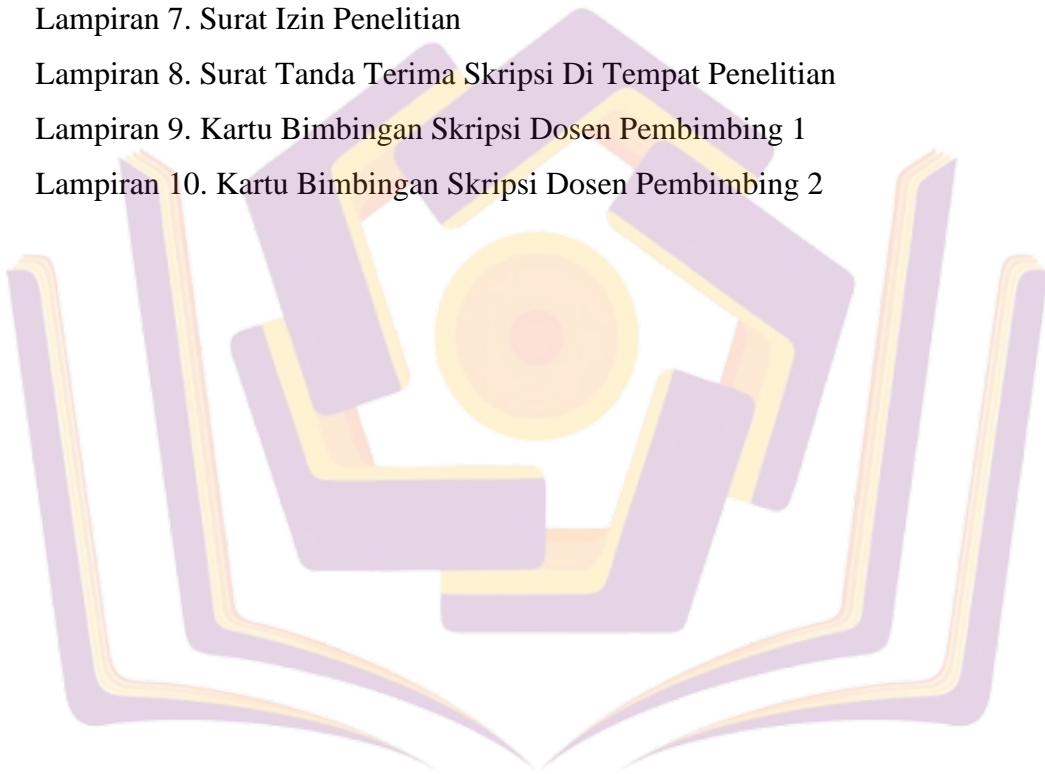 Lampiran 7. Surat Izin Penelitian
Lampiran 8. Surat Tanda Terima Skripsi Di Tempat Penelitian
Lampiran 9. Kartu Bimbingan Skripsi Dosen Pembimbing 1
Lampiran 10. Kartu Bimbingan Skripsi Dosen Pembimbing 2